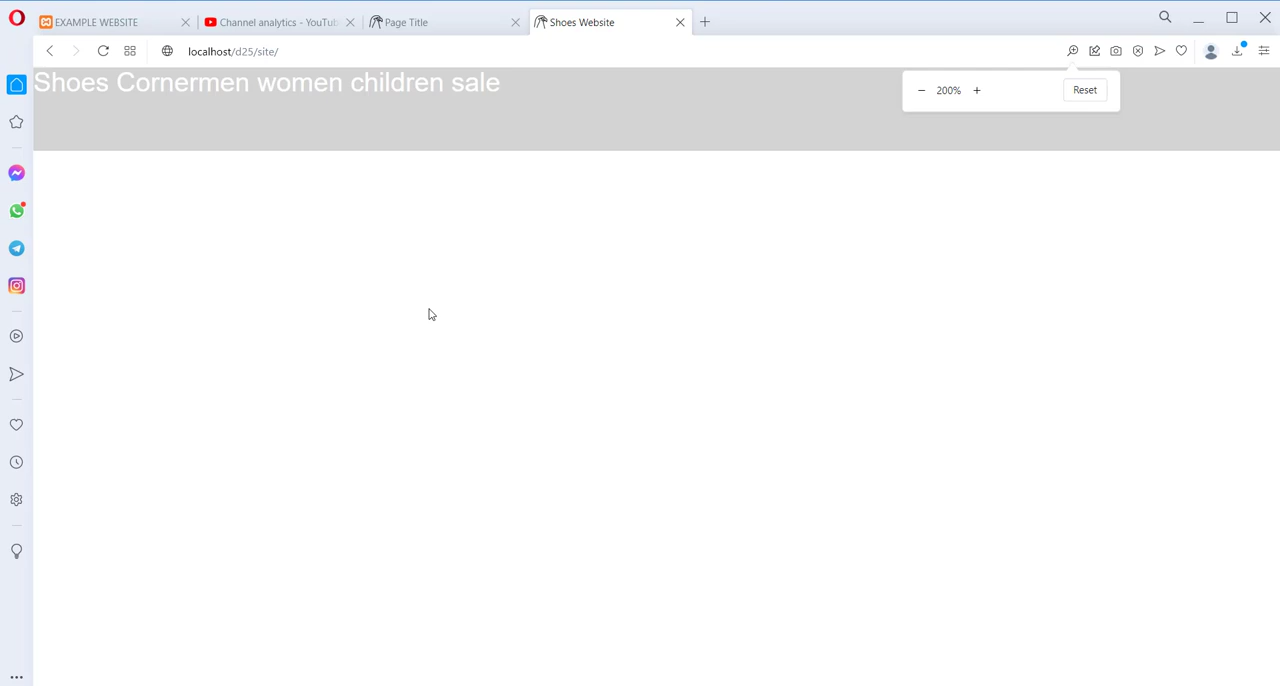 EXAMPLE WEBSITE
Channel analytics - YouTub
Page Title
Shoes Website
localhost/d25/site/
Shoes Cornermen women children sale
200%
Reset